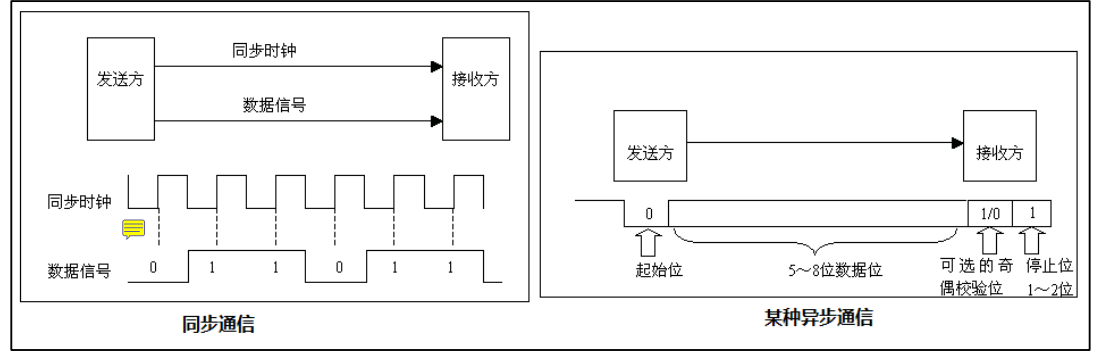 同步时钟
发送方
接收方
数据信号
同步时钟
数据信号
0 1 1 0 1 1
同步通信
发送方
接收方
0
1/0
1
起始位
5～8位数据位
可选的奇
偶校验位
停止位
1～2位
某种异步通信